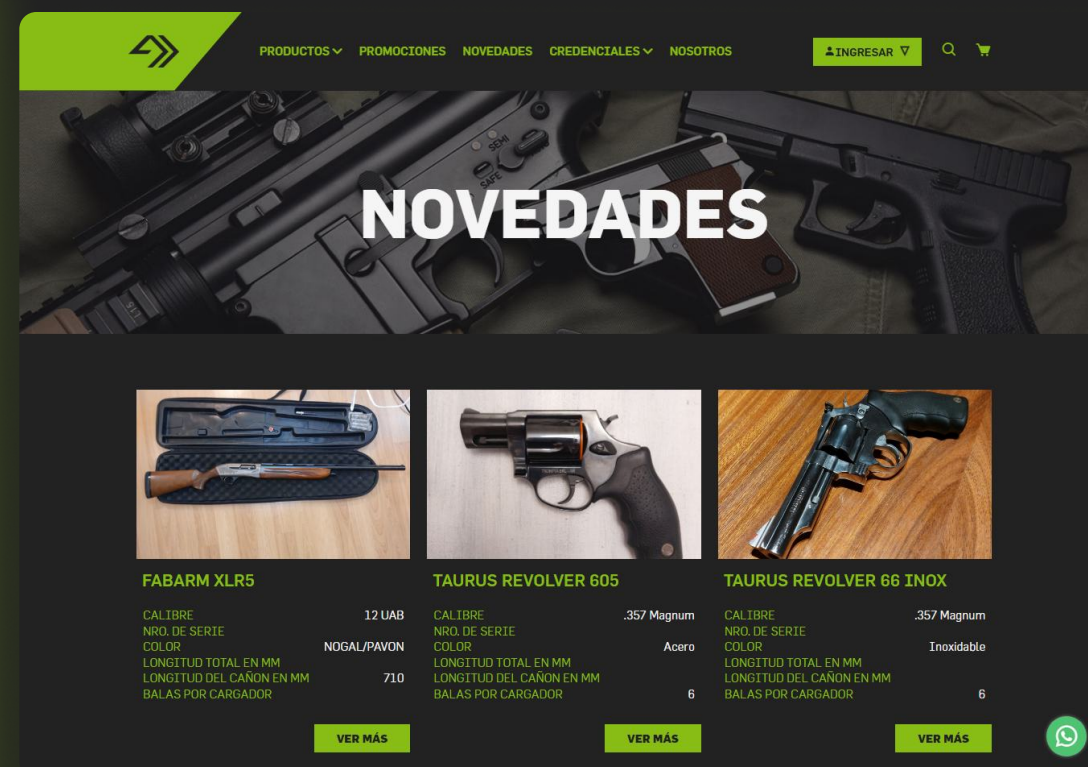 PRODUCTOS PROMOCIONES NOVEDADES CREDENCIALES NOSOTROS INGRESAR
SEMI
SAFE
NOVEDADES
FABARM XLR5
CALIBRE 12 UAB
NRO. DE SERIE
COLOR NOGAL/PAVON
LONGITUD TOTAL EN MM
LONGITUD DEL CAÑON EN MM 710
BALAS POR CARGADOR
VER MÁS
TAURUS REVOLVER 605
CALIBRE .357 Magnum
NRO. DE SERIE
COLOR Acero
LONGITUD TOTAL EN MM
LONGITUD DEL CAÑON EN MM
BALAS POR CARGADOR 6
VER MÁS
TAURUS REVOLVER 66 INOX
CALIBRE .357 Magnum
NRO. DE SERIE
COLOR Inoxidable
LONGITUD TOTAL EN MM
LONGITUD DEL CAÑON EN MM
BALAS POR CARGADOR 6
VER MÁS